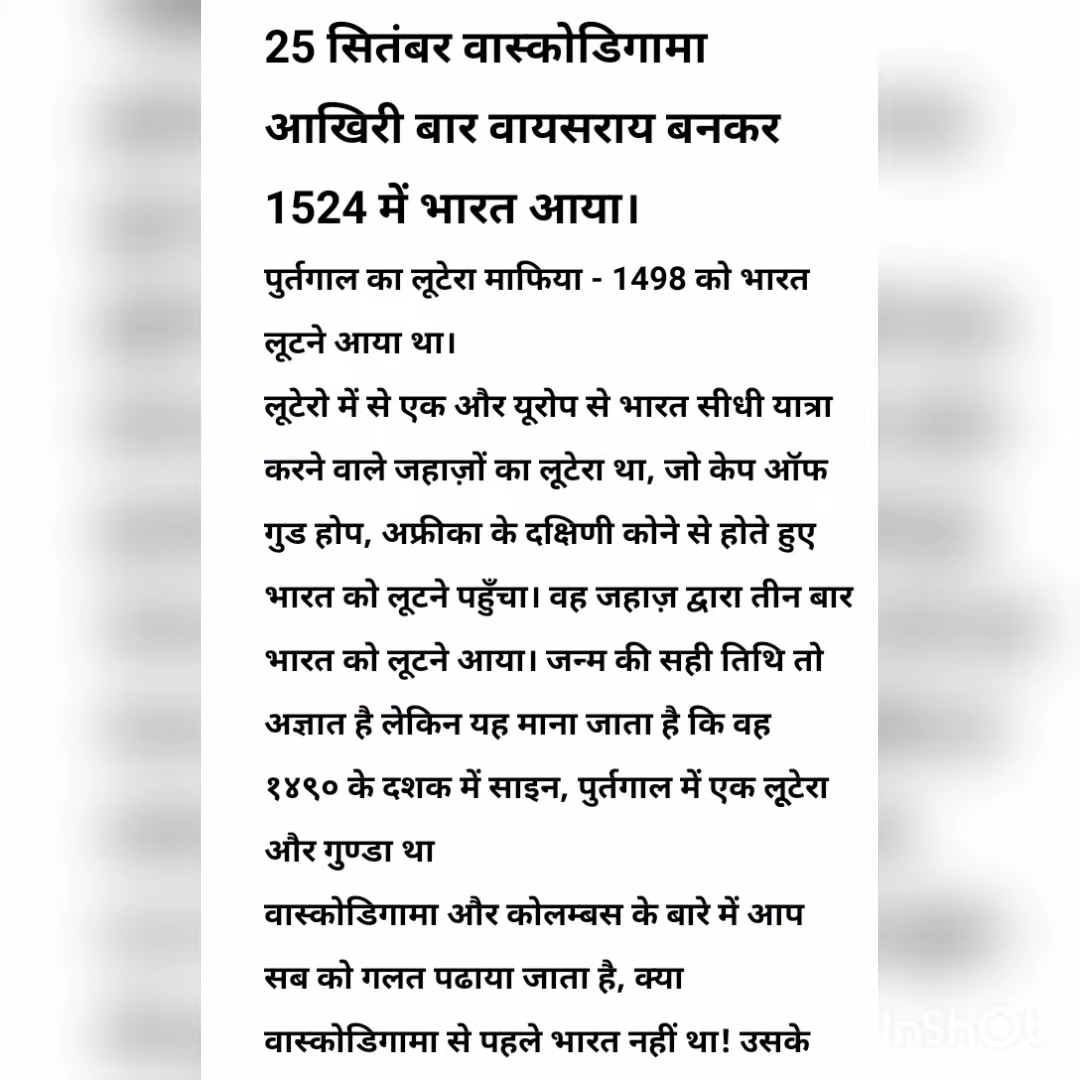 25 सितंबर वास्कोडिगामा
आखिरी बार वायसराय बनकर
1524 में भारत आया।
पुर्तगाल का लूटेरा माफिया - 1498 को भारत
लूटने आया था।
लूटेरो में से एक और यूरोप से भारत सीधी यात्रा
करने वाले जहाज़ों का लूटेरा था, जो केप ऑफ
गुड होप, अफ्रीका के दक्षिणी कोने से होते हुए
भारत को लूटने पहुँचा। वह जहाज़ द्वारा तीन बार
भारत को लूटने आया। जन्म की सही तिथि तो
अज्ञात है लेकिन यह माना जाता है कि वह
१४९० के दशक में साइन, पुर्तगाल में एक लूटेरा
और गुण्डा था
वास्कोडिगामा और कोलम्बस के बारे में आप
सब को गलत पढाया जाता है, क्या
वास्कोडिगामा से पहले भारत नहीं था! उसके
InShOt